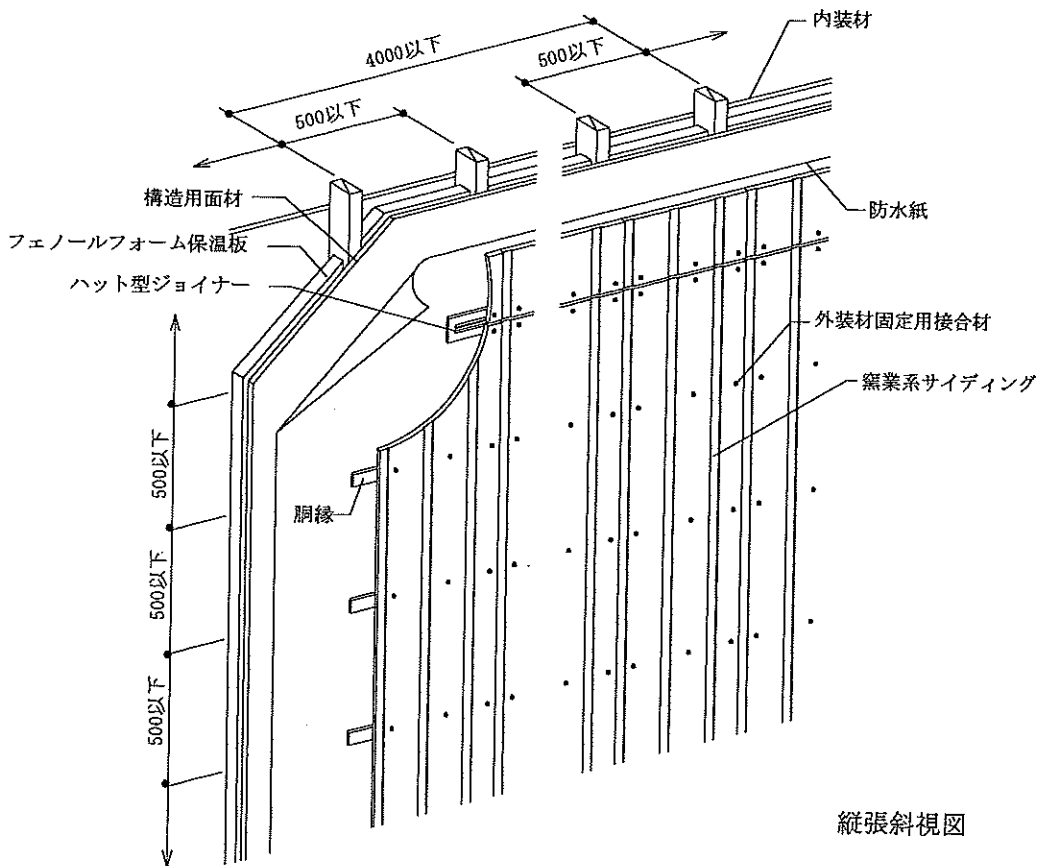 内装材
4000以下
500以下
500以下
構造用面材
フェノールフォーム保温板
ハット型ジョイナー
防水紙
外装材固定用接合材
窯業系サイディング
胴縁
500以下
500以下
500以下
縦張斜視図